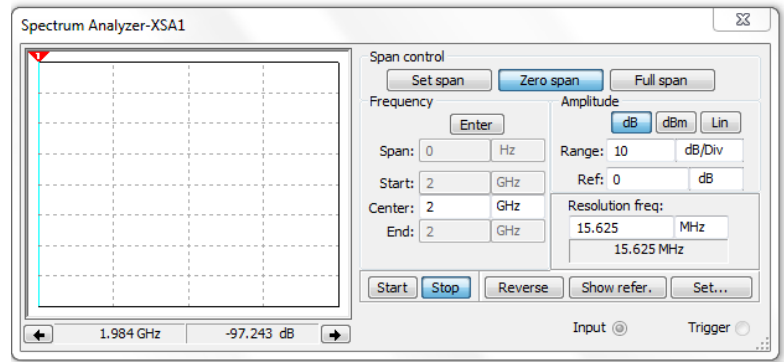 Spectrum Analyzer-XSA1
1
Span control
Set span Zero span Full span
Frequency Amplitude
Enter dB dBm Lin
Span: 0 Hz Range: 10 dB/Div
Start: 2 GHz Ref: 0 dB
Center: 2 GHz Resolution freq:
End: 2 GHz 15.625 MHz
15.625 MHz
Start Stop Reverse Show refer. Set...
1.984 GHz -97.243 dB Input Trigger